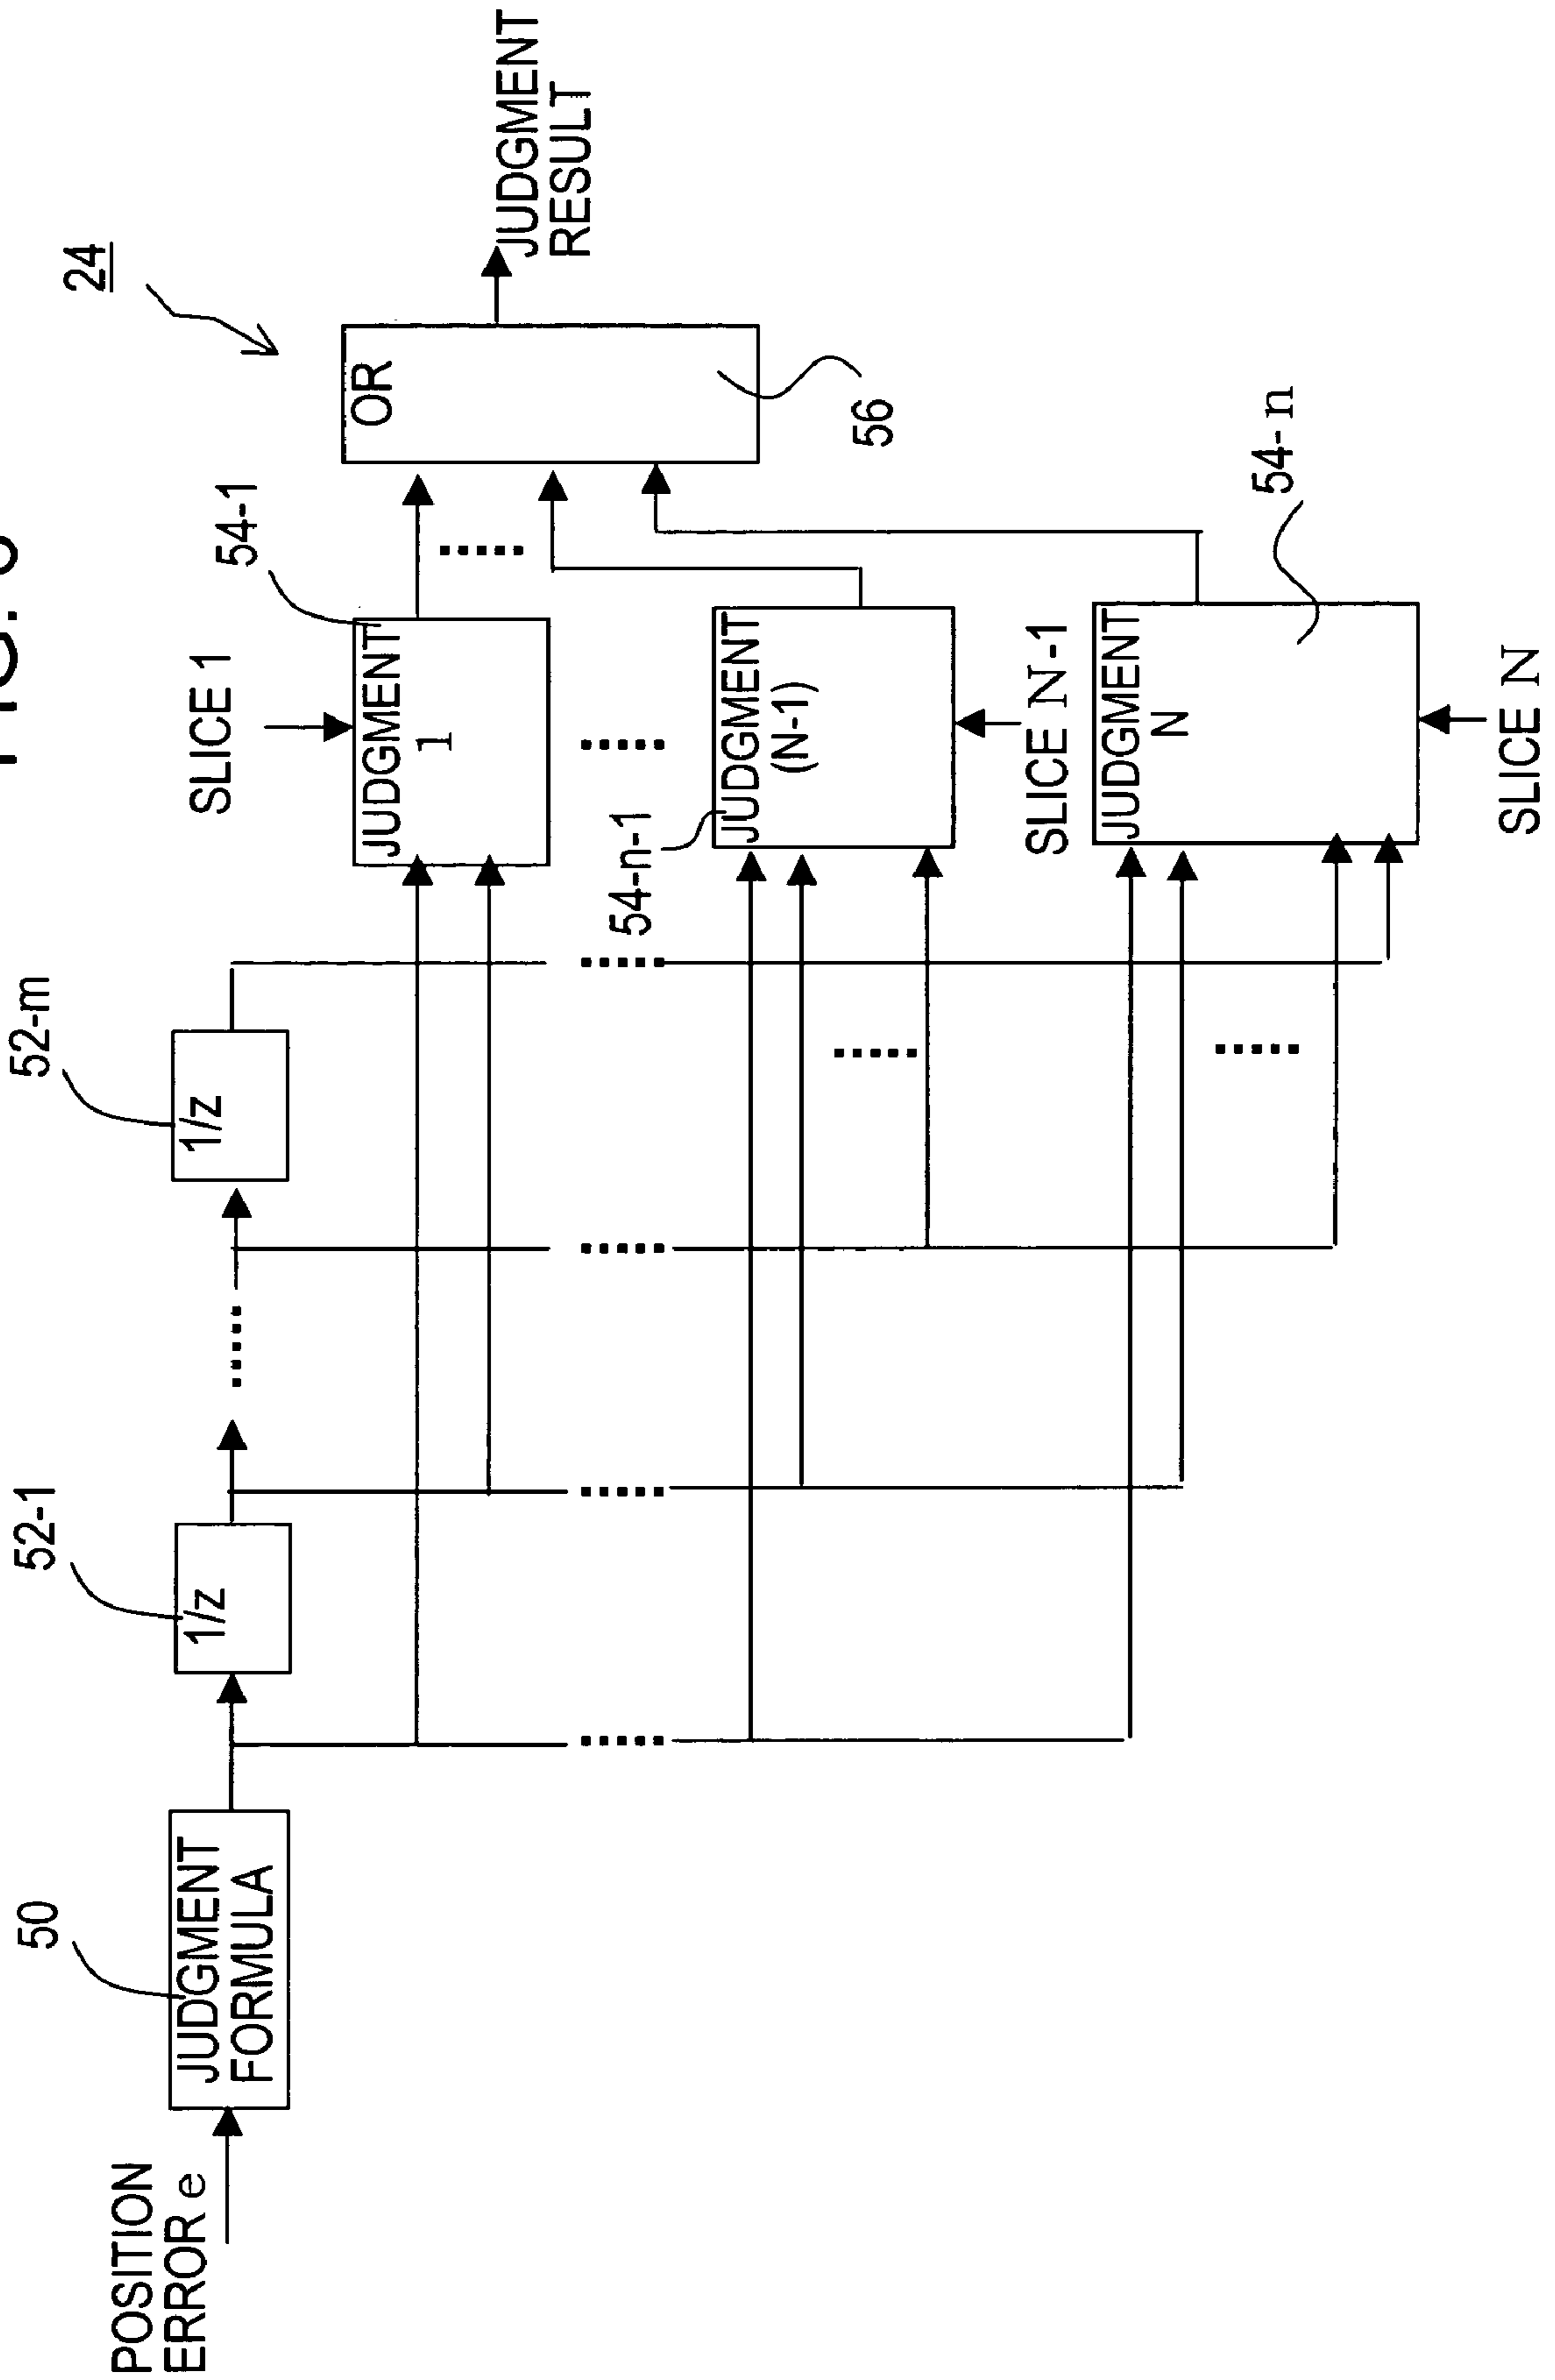 FIG.
50
52-1
52-m
24
POSITION
ERROR e
JUDGMENT
FORMULA
1/z
1/z
SLICE 1
54-1
JUDGMENT
1
OR
JUDGMENT
RESULT
54-n-1
JUDGMENT
(N-1)
56
SLICE N-1
JUDGMENT
N
54-n
SLICE N